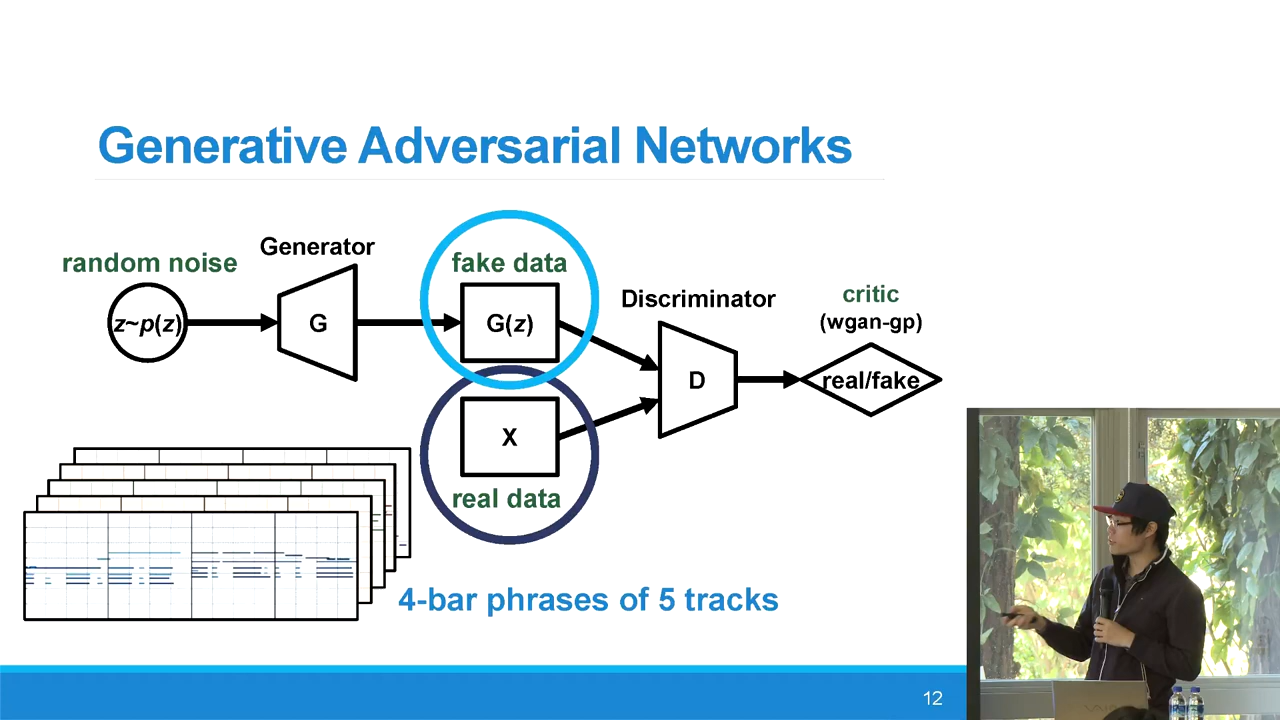 Generative Adversarial Networks
random noise
Generator
fake data
Discriminator
critic
(wgan-gp)
z~p(z)
G
G(z)
D
real/fake
X
real data
4-bar phrases of 5 tracks
12